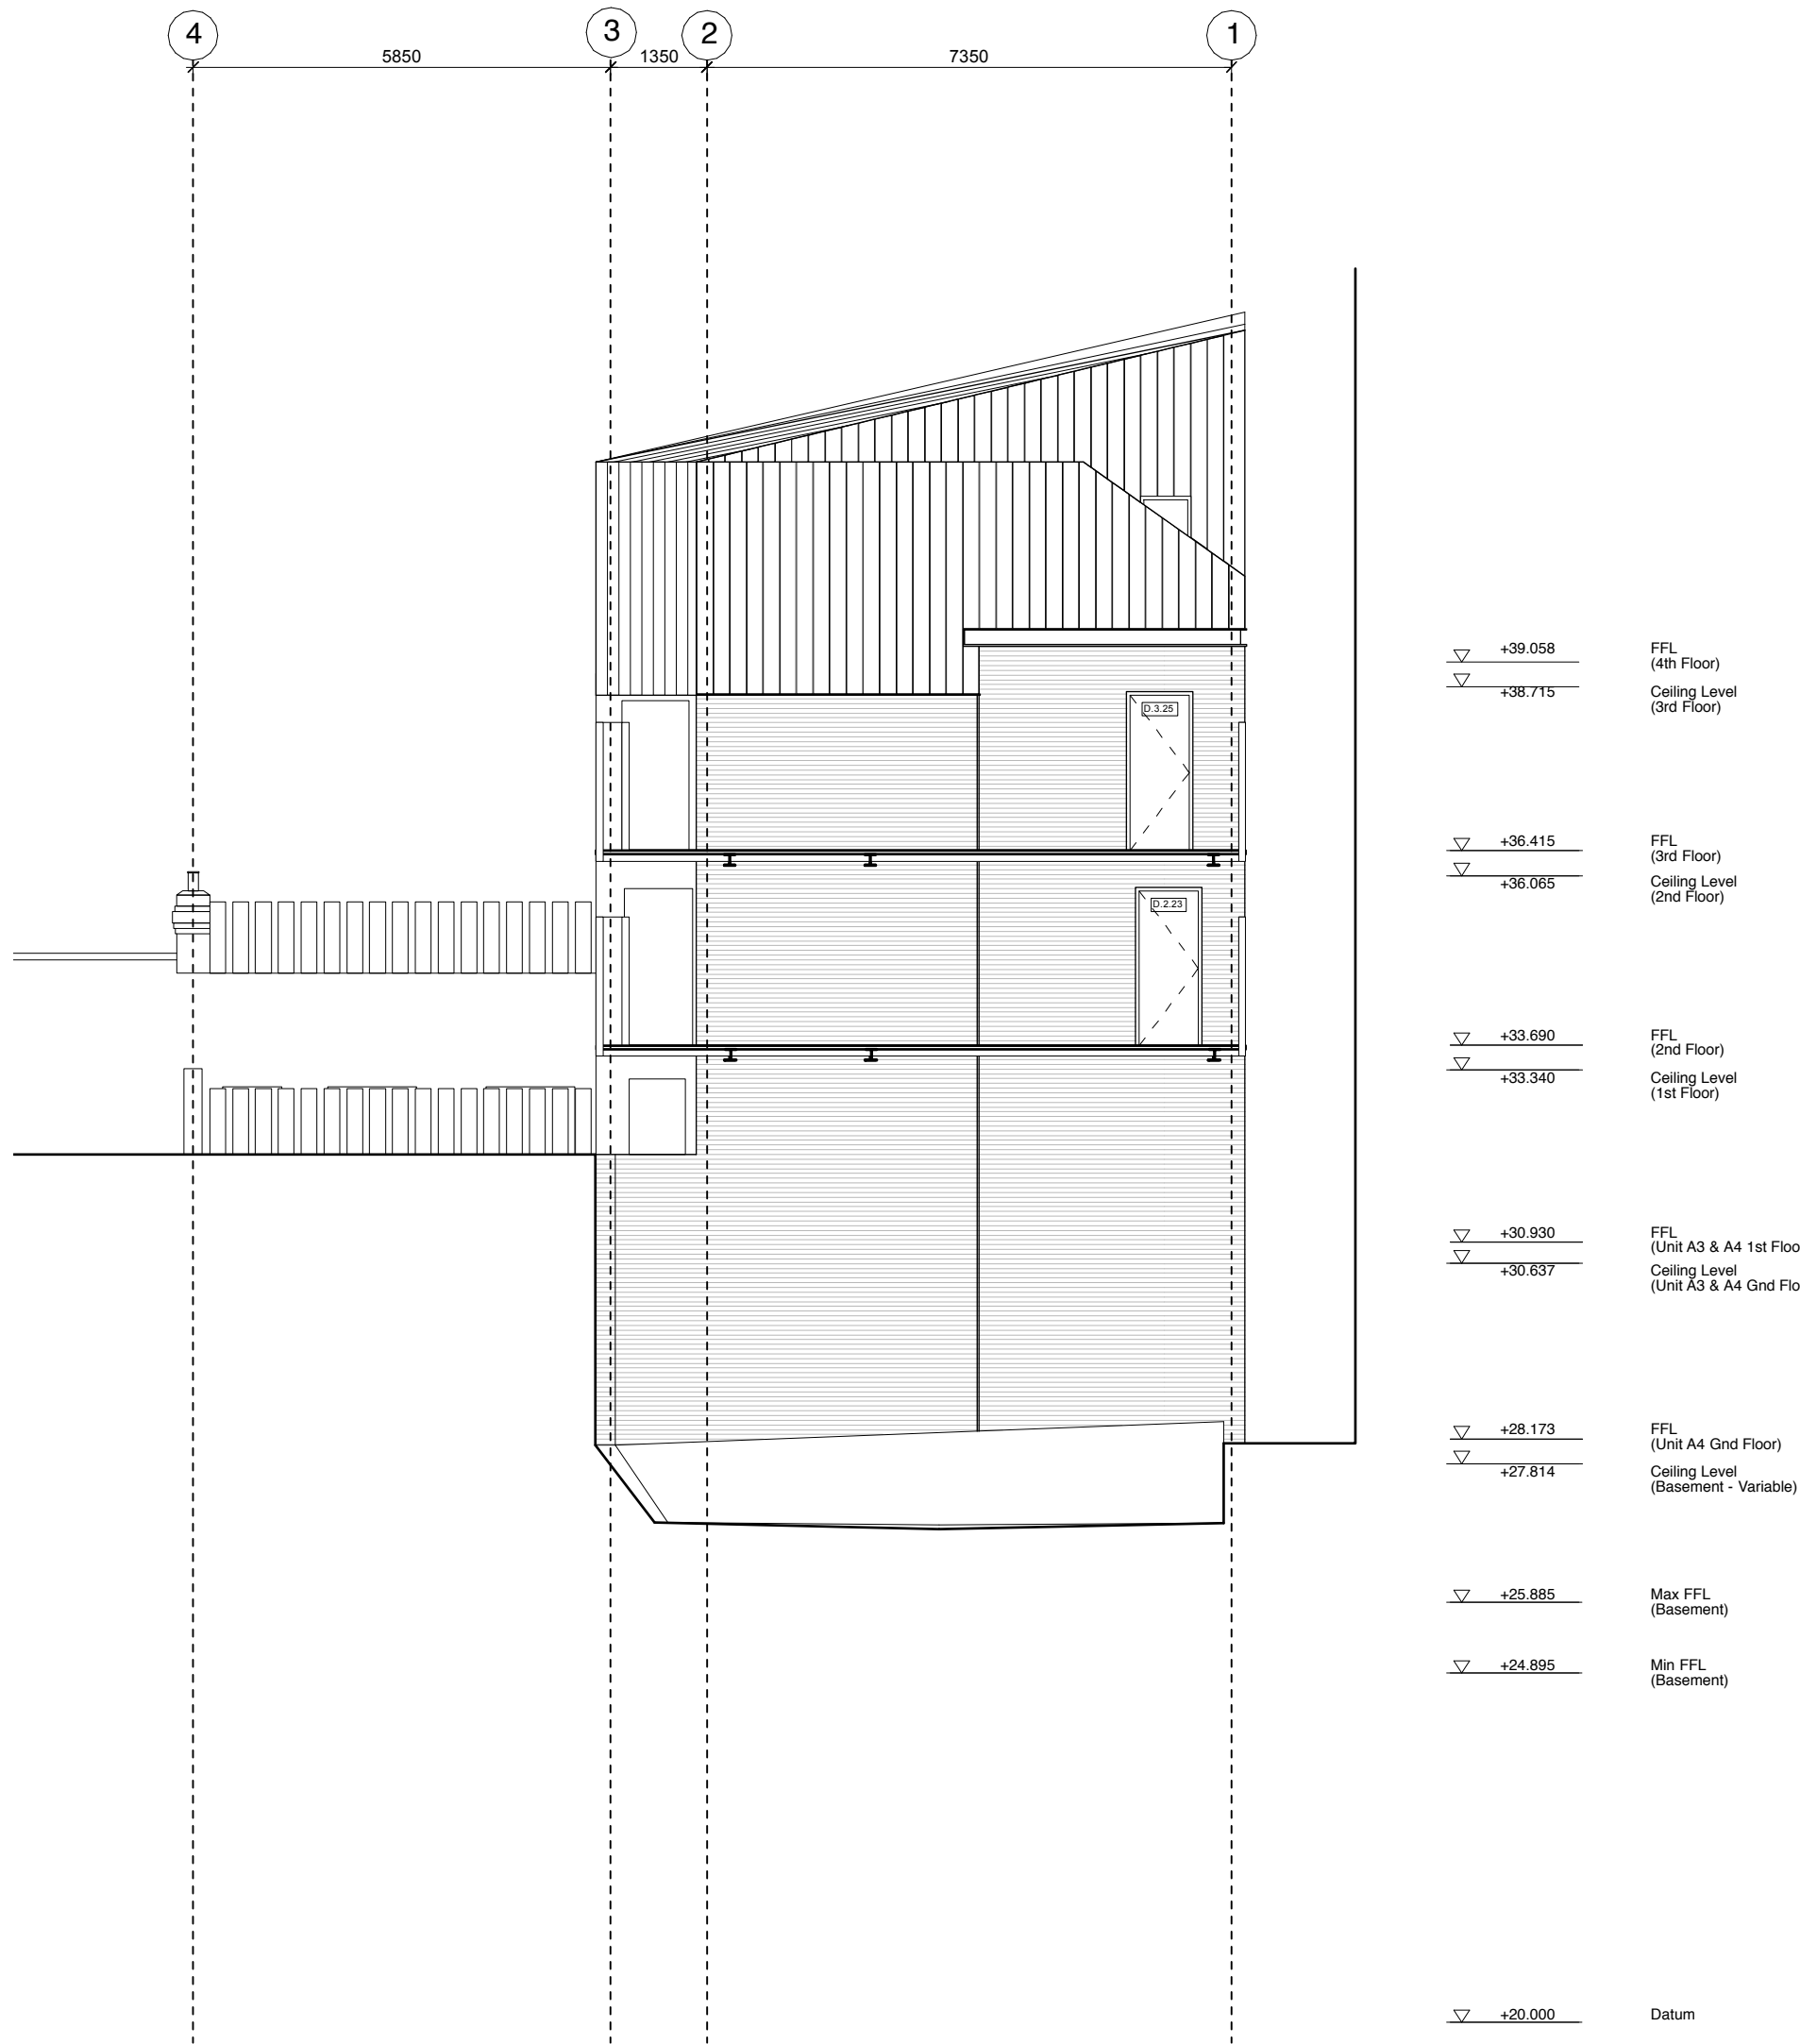 4
3
2
1
5850
1350
7350
+39.058
FFL
(4th Floor)
+38.715
Ceiling Level
(3rd Floor)
D.3.25
+36.415
FFL
(3rd Floor)
+36.065
Ceiling Level
(2nd Floor)
D.2.23
+33.690
FFL
(2nd Floor)
+33.340
Ceiling Level
(1st Floor)
+30.930
FFL
(Unit A3 & A4 1st Floo
+30.637
Ceiling Level
(Unit A3 & A4 Gnd Flo
+28.173
FFL
(Unit A4 Gnd Floor)
+27.814
Ceiling Level
(Basement - Variable)
+25.885
Max FFL
(Basement)
+24.895
Min FFL
(Basement)
+20.000
Datum